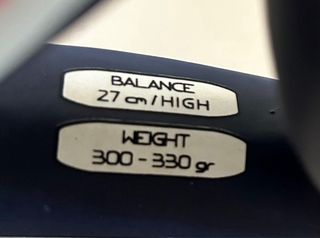 BALANCE
27 cm/HIGH
WEIGHT
300 - 330 gr